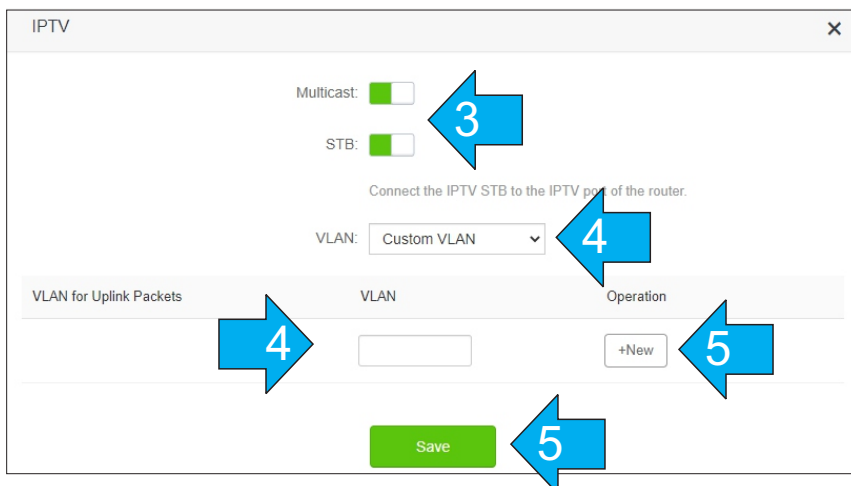 IPTV
Multicast:
3
STB:
Connect the IPTV STB to the IPTV port of the router.
VLAN: Custom VLAN
4
VLAN for Uplink Packets VLAN Operation
4
+New
5
Save
5